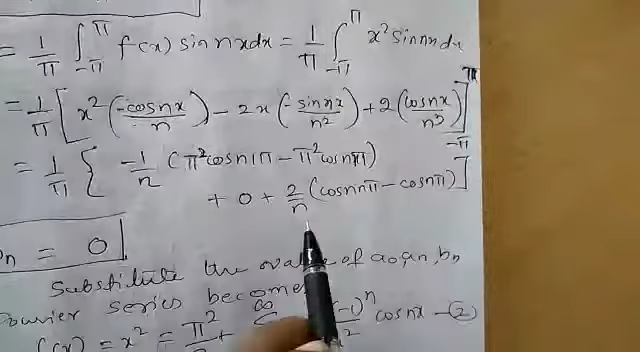 = 1/π ∫_{-π}^{π} f(x) sin nx dx = 1/π ∫_{-π}^{π} x² sin nx dx
= 1/π [ x² (-cos nx / n) - 2x (-sin nx / n²) + 2 (cos nx / n³) ]_{-π}^{π}
= 1/π { -1/n (π² cos nπ - π² cos nπ)
+ 0 + 2/n (cos nπ - cos nπ) ]
= 0
Substitute the value of a₀, aₙ, bₙ
Fourier series becomes
f(x) = x² = π² + ∞ (-1)ⁿ cos nx - (2)